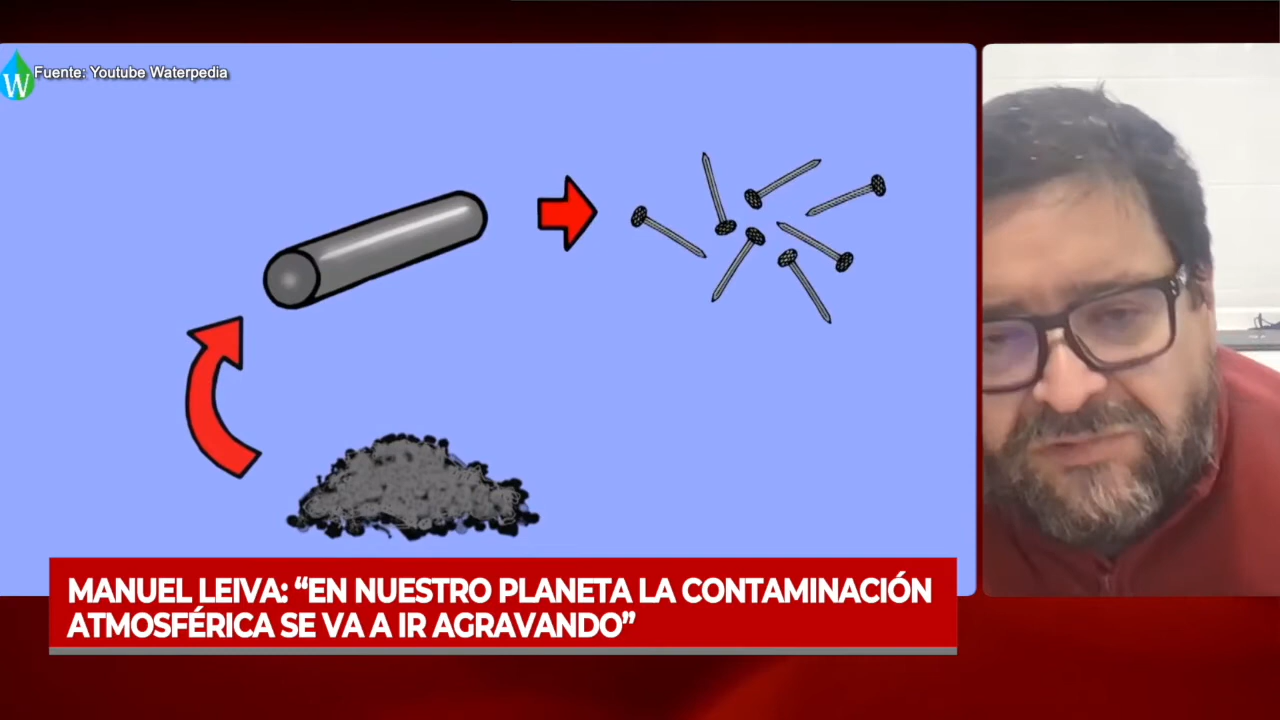 W
Fuente: Youtube Waterpedia
MANUEL LEIVA: “EN NUESTRO PLANETA LA CONTAMINACIÓN
ATMOSFÉRICA SE VA A IR AGRAVANDO”